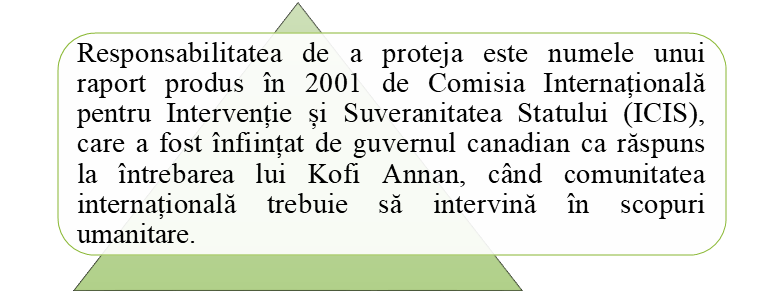 Responsabilitatea de a proteja este numele unui
raport produs în 2001 de Comisia Internațională
pentru Intervenție și Suveranitatea Statului (ICIS),
care a fost înființat de guvernul canadian ca răspuns
la întrebarea lui Kofi Annan, când comunitatea
internațională trebuie să intervină în scopuri
umanitare.